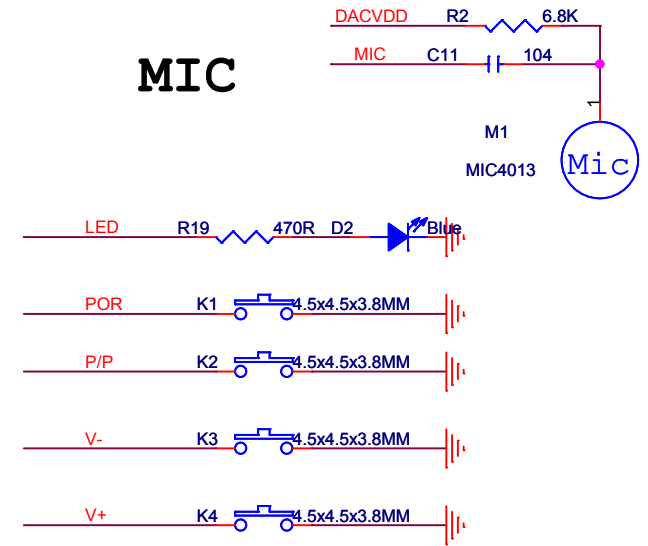 DACVDD R2 6.8K
MIC C11 104
MIC
1
M1
MIC4013
Mic
LED R19 470R D2 Blue
POR K1 4.5x4.5x3.8MM
P/P K2 4.5x4.5x3.8MM
V- K3 4.5x4.5x3.8MM
V+ K4 4.5x4.5x3.8MM